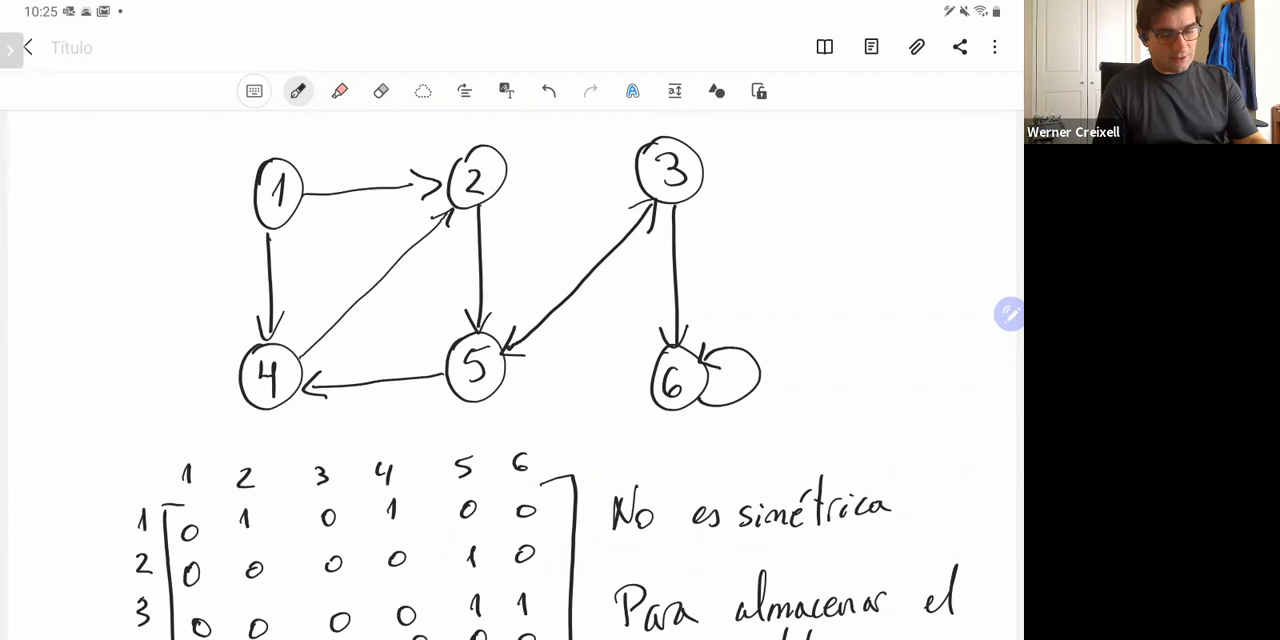 10:25
Título
Werner Creixell
1 2 3
4 5 6
1 2 3 4 5 6
1 0 1 0 1 0 0
2 0 0 0 0 1 0
3 0 0 0 0 1 1
No es simétrica
Para almacenar el